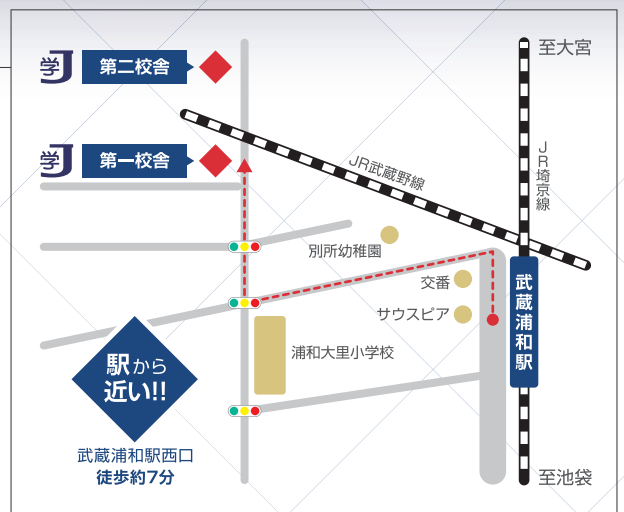 学J 第二校舎
至大宮
学J 第一校舎
JR武蔵野線
JR埼京線
別所幼稚園
交番
サウスピア
武蔵浦和駅
浦和大里小学校
駅から
近い!!
武蔵浦和駅西口
徒歩約7分
至池袋